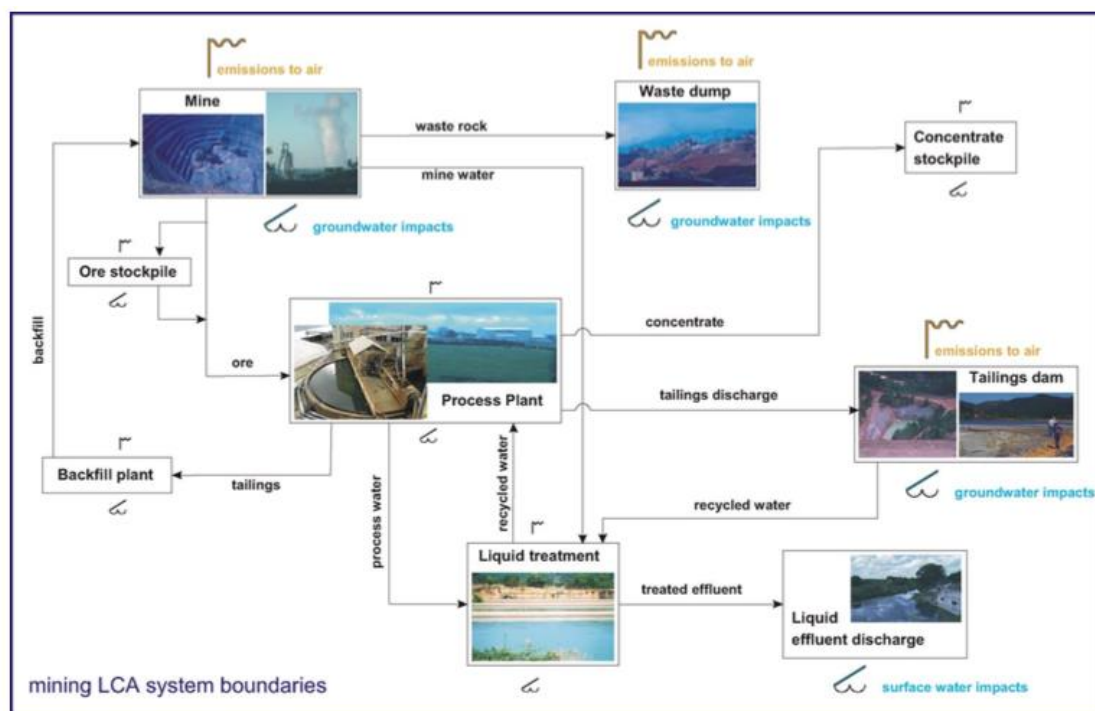 emissions to air
emissions to air
Mine
Waste dump
waste rock
Concentrate
stockpile
mine water
groundwater impacts
groundwater impacts
Ore stockpile
backfill
concentrate
ore
emissions to air
Process Plant
tailings discharge
Tailings dam
Backfill plant
tailings
process water
recycled water
recycled water
groundwater impacts
Liquid treatment
treated effluent
Liquid
effluent discharge
mining LCA system boundaries
surface water impacts